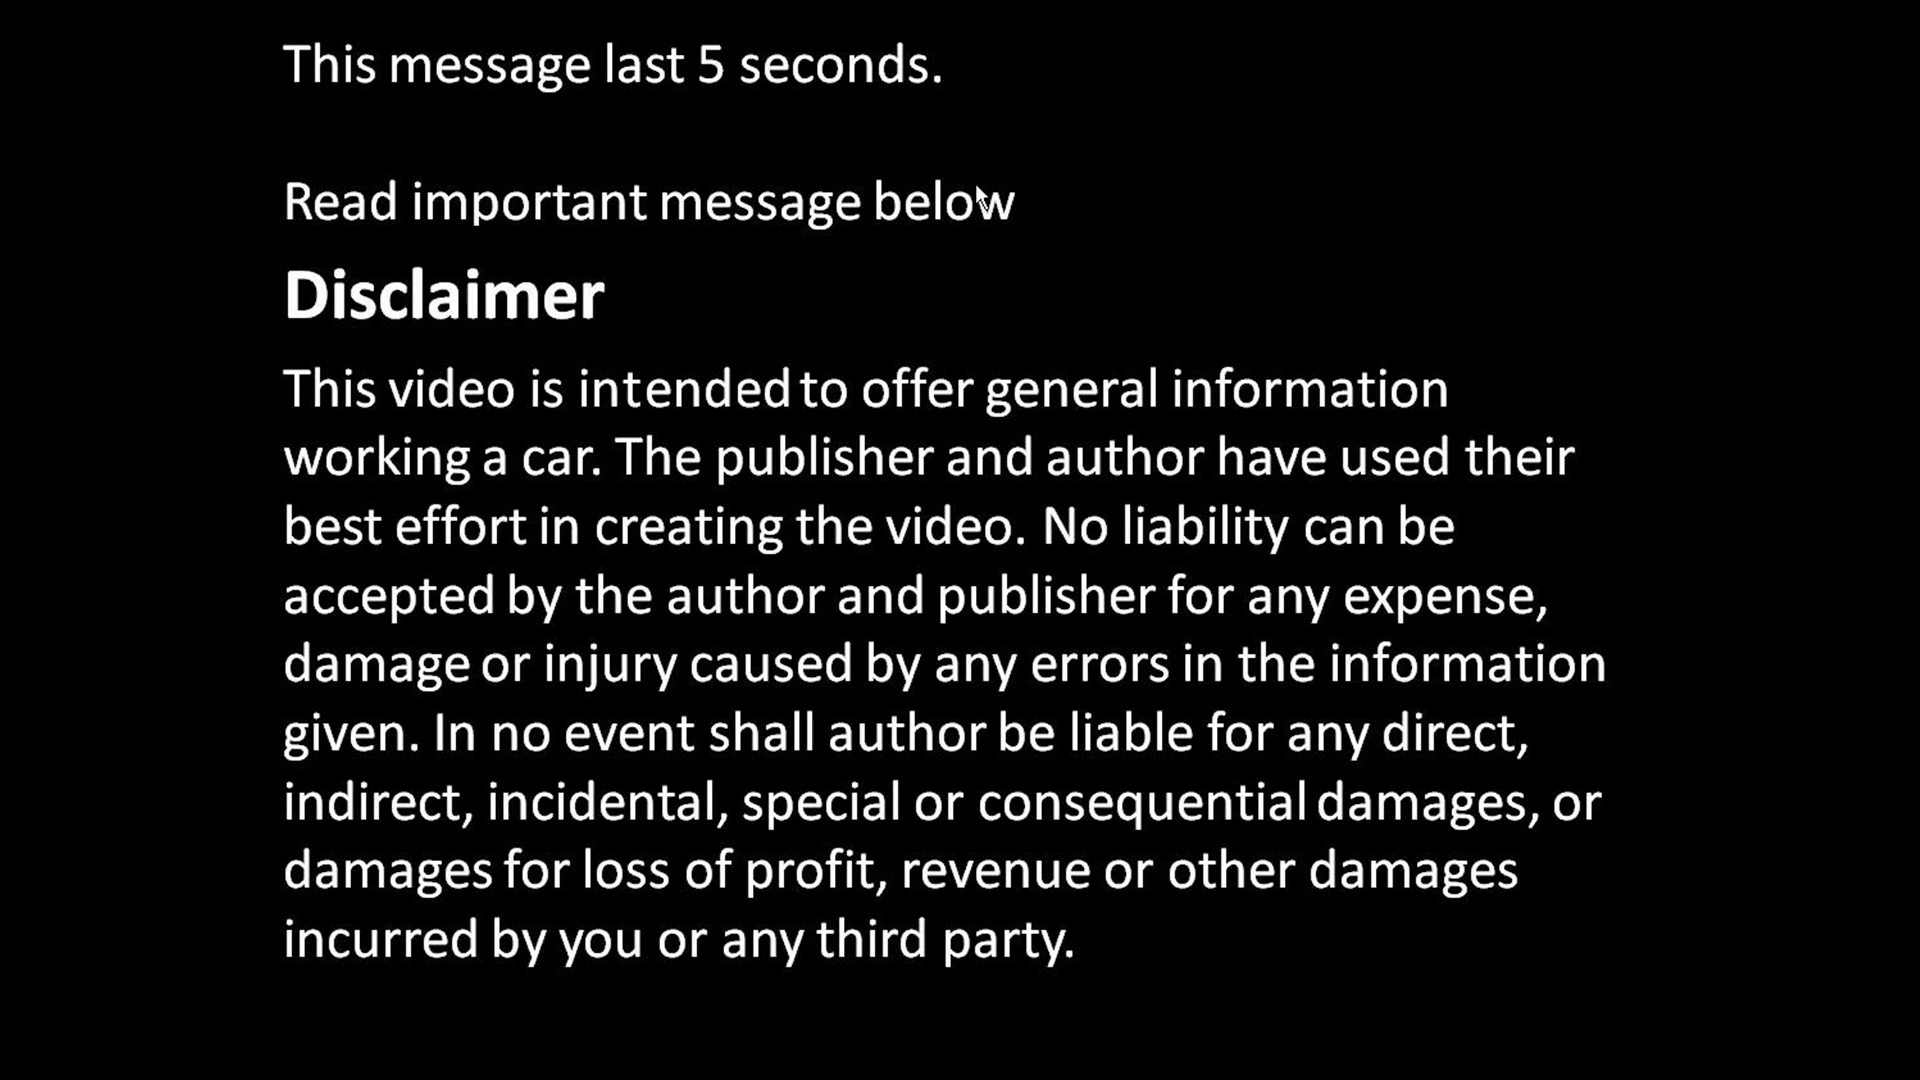 This message last 5 seconds.
Read important message below
Disclaimer
This video is intended to offer general information
working a car. The publisher and author have used their
best effort in creating the video. No liability can be
accepted by the author and publisher for any expense,
damage or injury caused by any errors in the information
given. In no event shall author be liable for any direct,
indirect, incidental, special or consequential damages, or
damages for loss of profit, revenue or other damages
incurred by you or any third party.